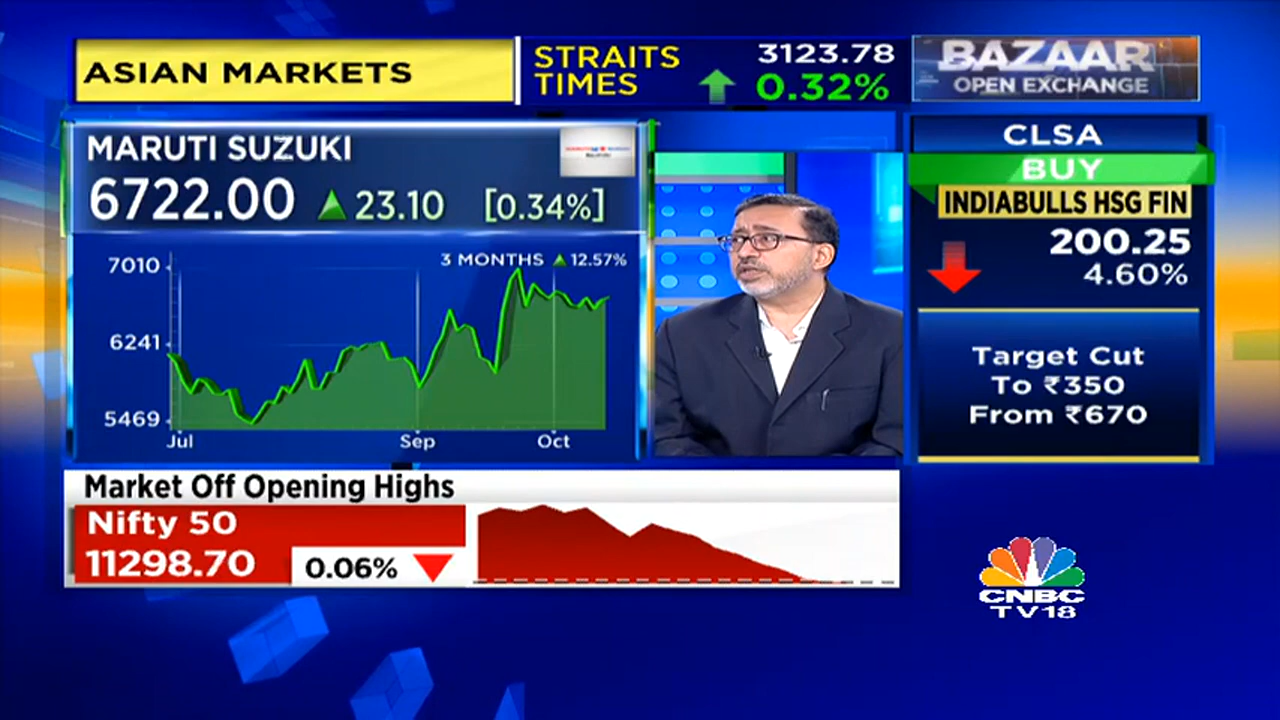 ASIAN MARKETS
STRAITS
TIMES
3123.78
0.32%
BAZAAR
OPEN EXCHANGE
MARUTI SUZUKI
6722.00 23.10 [0.34%]
3 MONTHS 12.57%
7010
6241
5469
Jul Sep Oct
CLSA
BUY
INDIABULLS HSG FIN
200.25
4.60%
Target Cut
To ₹350
From ₹670
Market Off Opening Highs
Nifty 50
11298.70
0.06%
CNBC
TV18